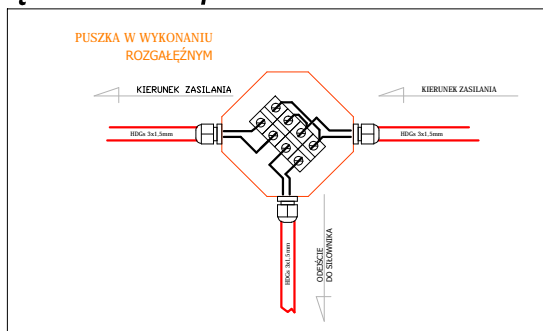 PUSZKA W WYKONANIU
ROZGAŁĘŹNYM
KIERUNEK ZASILANIA
KIERUNEK ZASILANIA
HDGs 3x1,5mm
HDGs 3x1,5mm
HDGs 3x1,5mm
ODEJŚCIE
DO SIŁOWNIKA